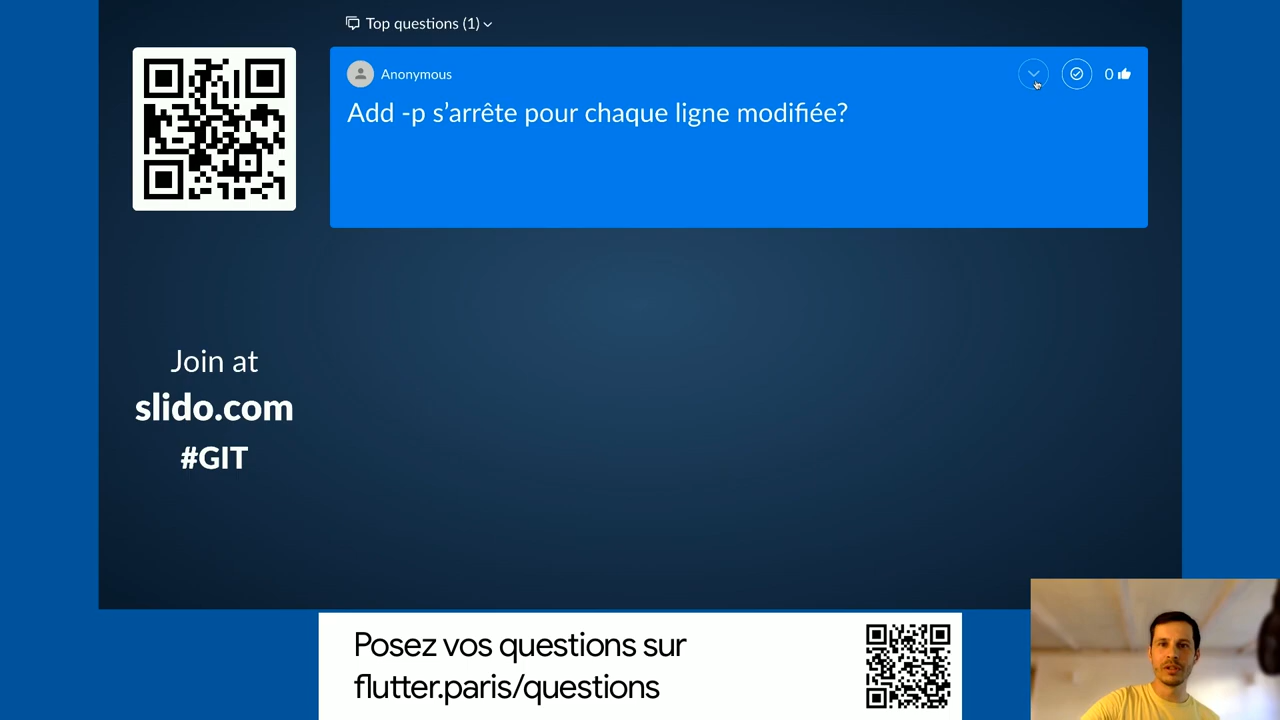 Top questions (1)
Anonymous
0
Add -p s’arrête pour chaque ligne modifiée?
Join at
slido.com
#GIT
Posez vos questions sur
flutter.paris/questions